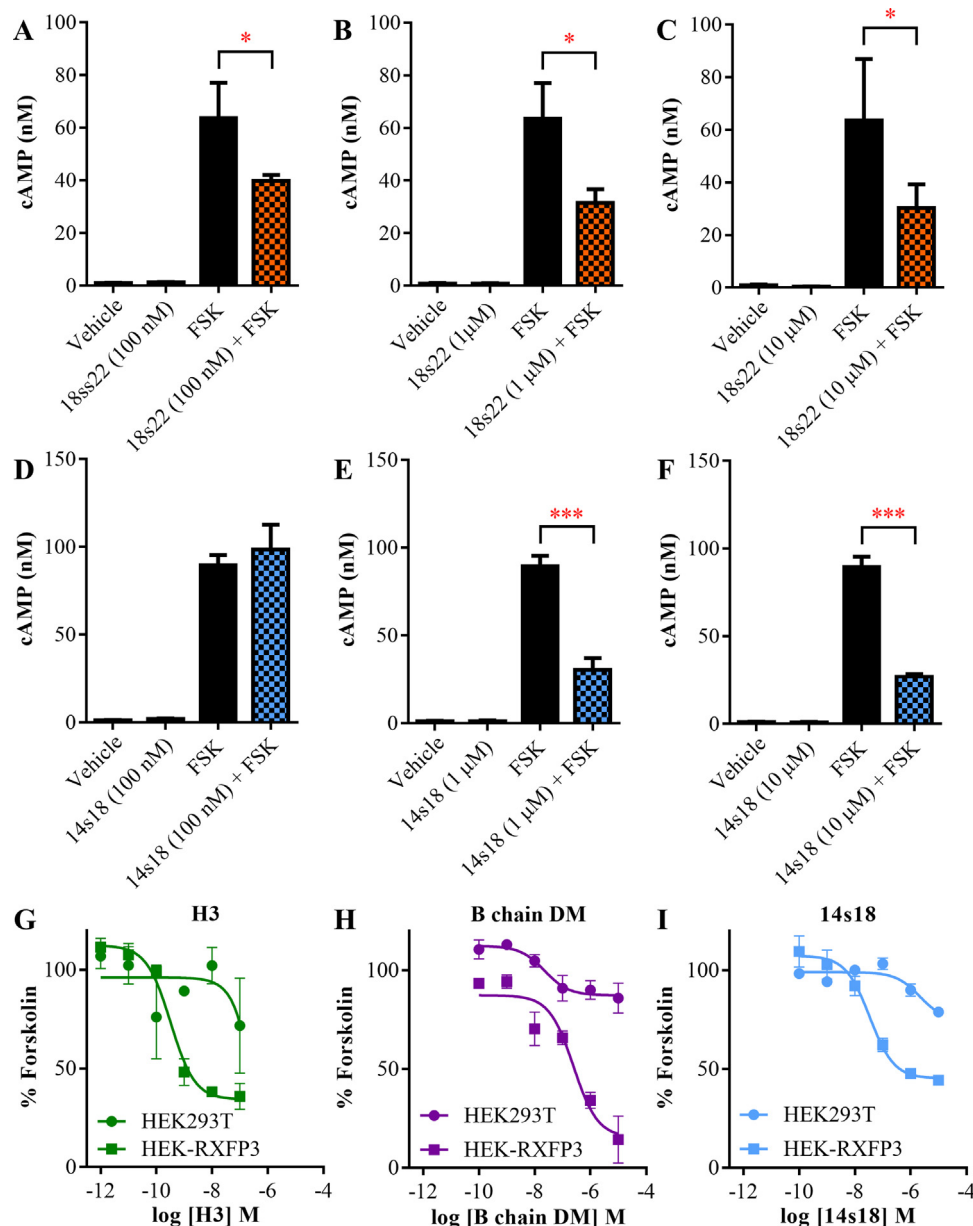 A
B
C
cAMP (nM)
100
80
60
40
20
0
*
Vehicle
18ss22 (100 nM)
FSK
18s22 (100 nM) + FSK
cAMP (nM)
100
80
60
40
20
0
*
Vehicle
18s22 (1µM)
FSK
18s22 (1 µM) + FSK
cAMP (nM)
100
80
60
40
20
0
*
Vehicle
18s22 (10 µM)
FSK
18s22 (10 µM) + FSK
D
E
F
cAMP (nM)
150
100
50
0
Vehicle
14s18 (100 nM)
FSK
14s18 (100 nM) + FSK
cAMP (nM)
150
100
50
0
***
Vehicle
14s18 (1 µM)
FSK
14s18 (1 µM) + FSK
cAMP (nM)
150
100
50
0
***
Vehicle
14s18 (10 µM)
FSK
14s18 (10 µM) + FSK
G
H3
% Forskolin
100
50
0
HEK293T
HEK-RXFP3
-12 -10 -8 -6 -4
log [H3] M
H
B chain DM
% Forskolin
100
50
0
HEK293T
HEK-RXFP3
-12 -10 -8 -6 -4
log [B chain DM] M
I
14s18
% Forskolin
100
50
0
HEK293T
HEK-RXFP3
-12 -10 -8 -6 -4
log [14s18] M